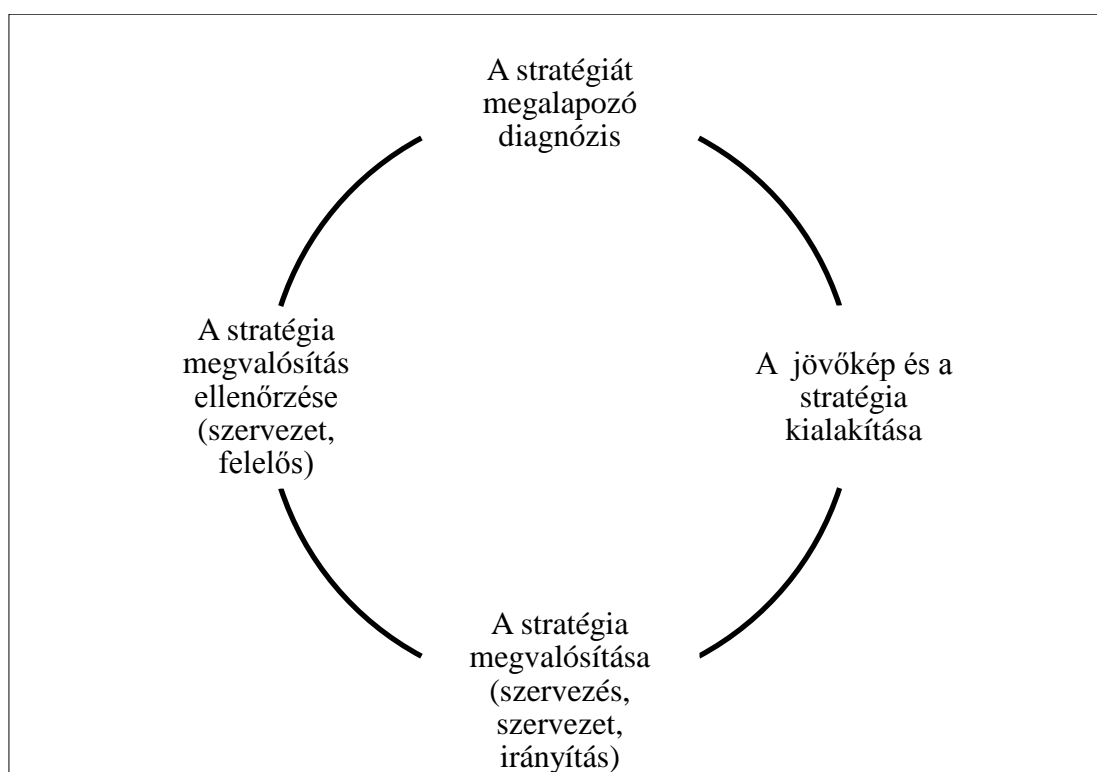 A stratégiát
megalapozó
diagnózis
A jövőkép és a
stratégia
kialakítása
A stratégia
megvalósítása
(szervezés,
szervezet,
irányítás)
A stratégia
megvalósítás
ellenőrzése
(szervezet,
felelős)